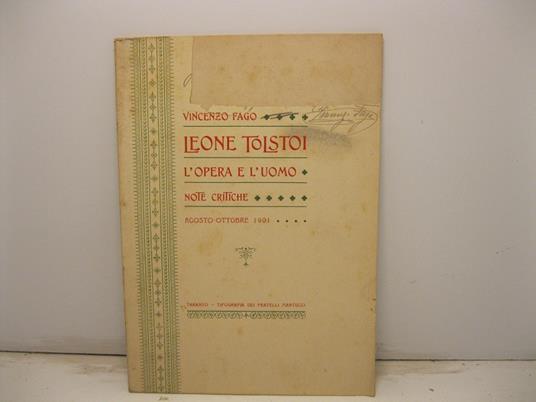 VINCENZO FAGO
LEONE TOLSTOI
L'OPERA E L'UOMO
NOTE CRITICHE
AGOSTO-OTTOBRE 1901
TARANTO - TIPOGRAFIA DEI FRATELLI MARTUCCI